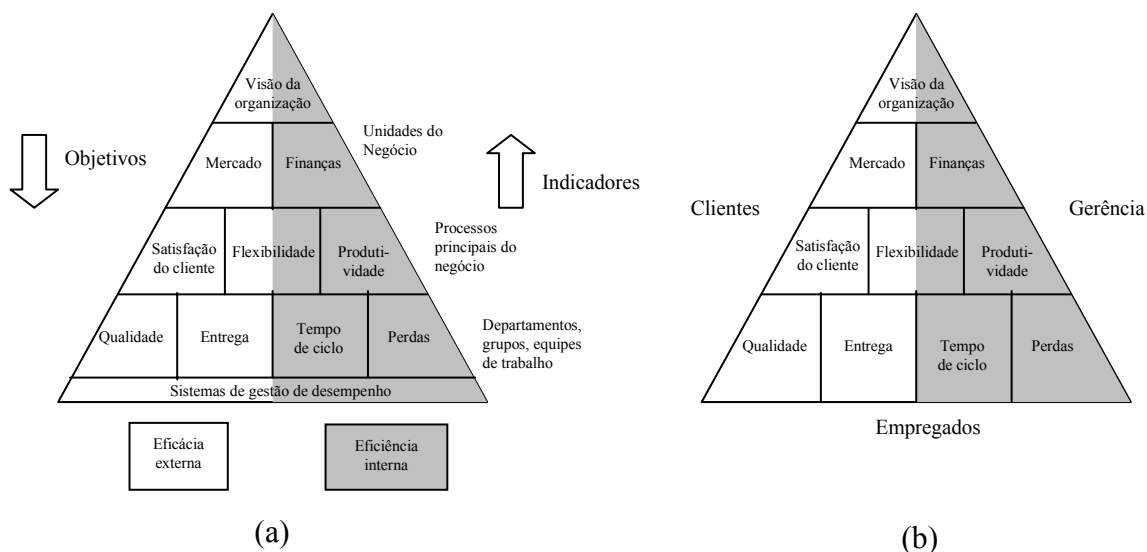 Visão da
organização
Unidades do
Negócio
Objetivos
Mercado
Finanças
Indicadores
Satisfação
do cliente
Flexibilidade
Produti-
vidade
Processos
principais do
negócio
Qualidade
Entrega
Tempo
de ciclo
Perdas
Departamentos,
grupos, equipes
de trabalho
Sistemas de gestão de desempenho
Eficácia
externa
Eficiência
interna
(a)
Visão da
organização
Mercado
Finanças
Clientes
Gerência
Satisfação
do cliente
Flexibilidade
Produti-
vidade
Qualidade
Entrega
Tempo
de ciclo
Perdas
Empregados
(b)